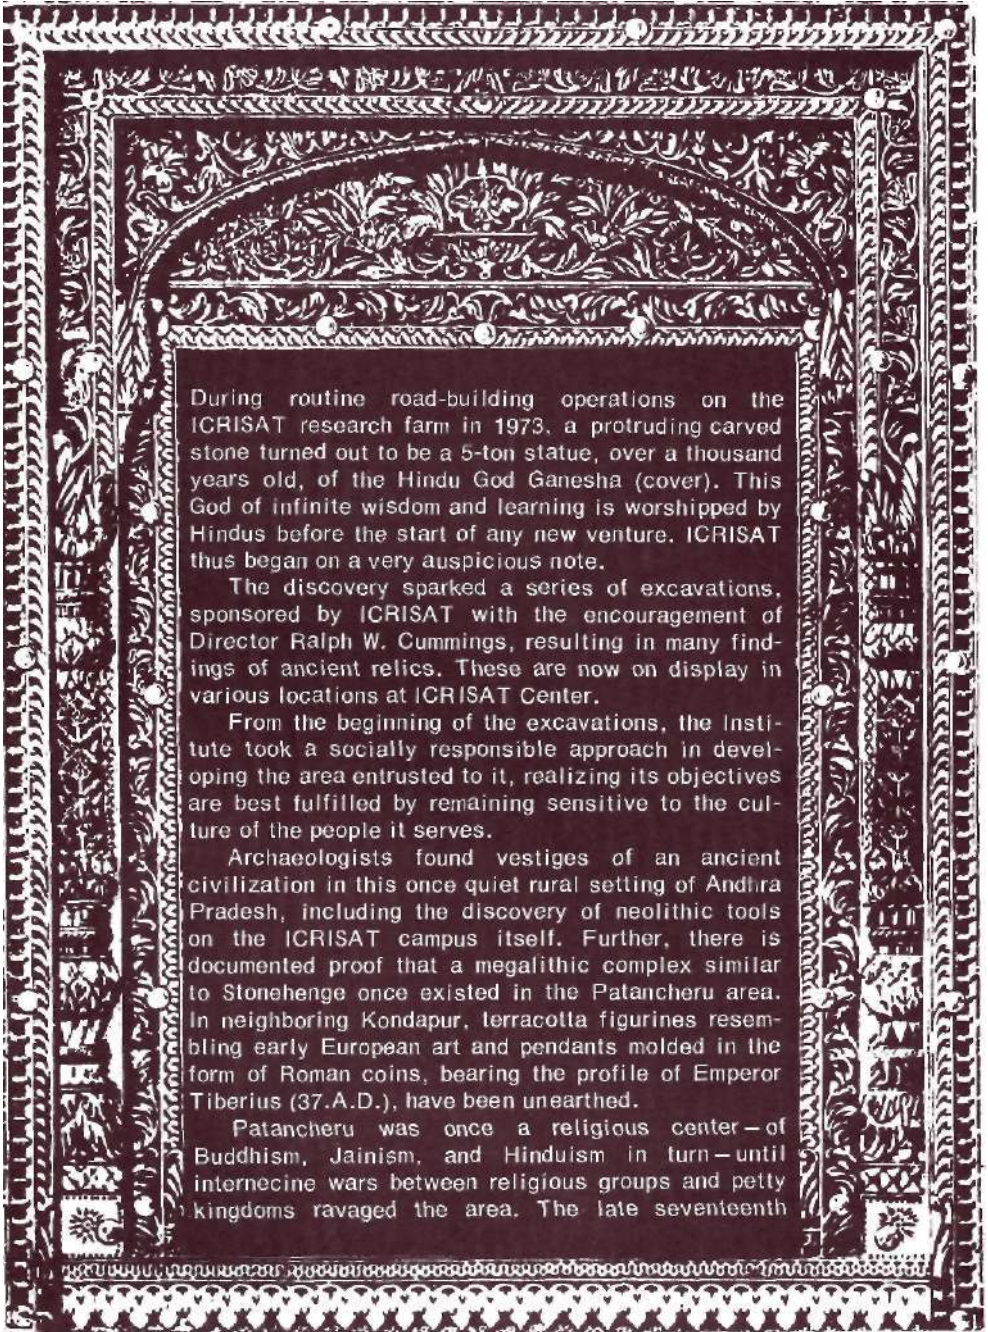 During routine road-building operations on the
ICRISAT research farm in 1973, a protruding carved
stone turned out to be a 5-ton statue, over a thousand
years old, of the Hindu God Ganesha (cover). This
God of infinite wisdom and learning is worshipped by
Hindus before the start of any new venture. ICRISAT
thus began on a very auspicious note.
The discovery sparked a series of excavations,
sponsored by ICRISAT with the encouragement of
Director Ralph W. Cummings, resulting in many find-
ings of ancient relics. These are now on display in
various locations at ICRISAT Center.
From the beginning of the excavations, the Insti-
tute took a socially responsible approach in devel-
oping the area entrusted to it, realizing its objectives
are best fulfilled by remaining sensitive to the cul-
ture of the people it serves.
Archaeologists found vestiges of an ancient
civilization in this once quiet rural setting of Andhra
Pradesh, including the discovery of neolithic tools
on the ICRISAT campus itself. Further, there is
documented proof that a megalithic complex similar
to Stonehenge once existed in the Patancheru area.
In neighboring Kondapur, terracotta figurines resem-
bling early European art and pendants molded in the
form of Roman coins, bearing the profile of Emperor
Tiberius (37.A.D.), have been unearthed.
Patancheru was once a religious center—of
Buddhism, Jainism, and Hinduism in turn—until
internecine wars between religious groups and petty
kingdoms ravaged the area. The late seventeenth